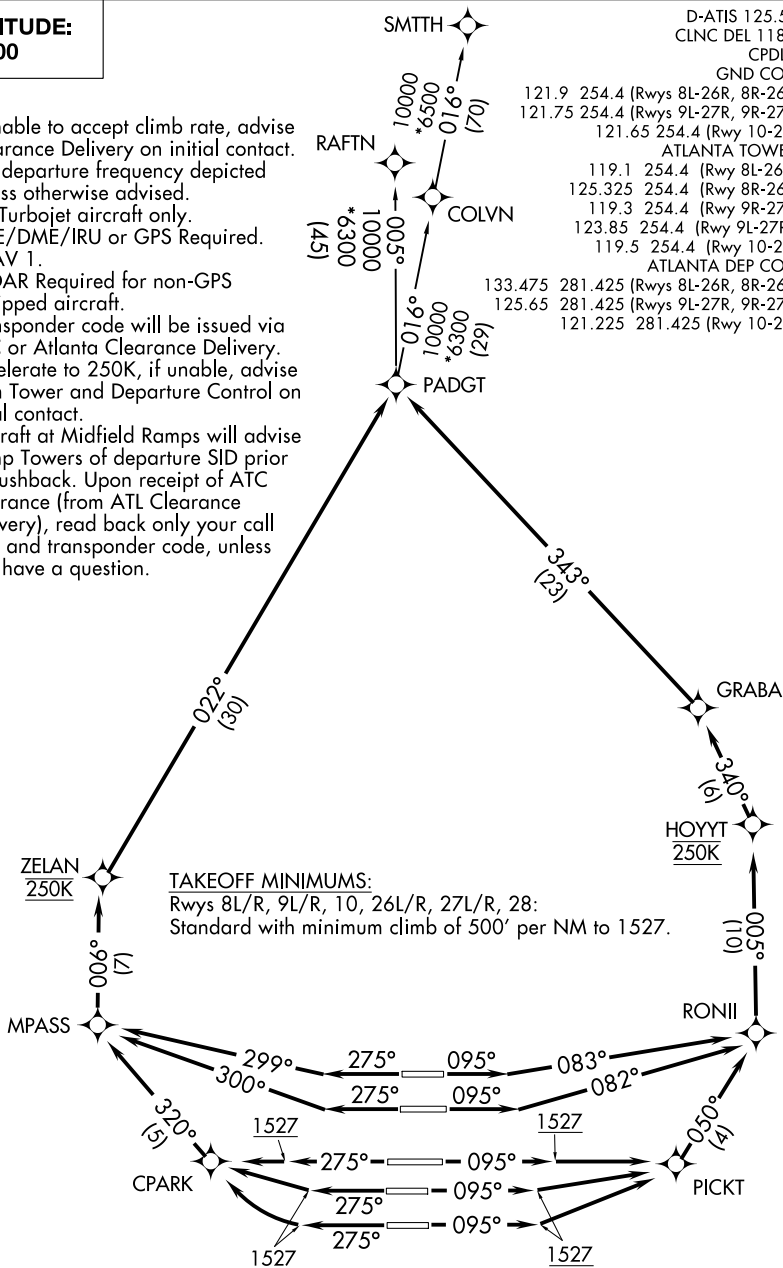 ITUDE:
00
nable to accept climb rate, advise
arance Delivery on initial contact.
departure frequency depicted
ss otherwise advised.
Turbojet aircraft only.
E/DME/IRU or GPS Required.
AV 1.
DAR Required for non-GPS
ipped aircraft.
nsponder code will be issued via
C or Atlanta Clearance Delivery.
elerate to 250K, if unable, advise
n Tower and Departure Control on
al contact.
raft at Midfield Ramps will advise
mp Towers of departure SID prior
ushback. Upon receipt of ATC
rance (from ATL Clearance
very), read back only your call
and transponder code, unless
have a question.
D-ATIS 125.5
CLNC DEL 118
CPDL
GND CO
121.9 254.4 (Rwys 8L-26R, 8R-26
121.75 254.4 (Rwys 9L-27R, 9R-27
121.65 254.4 (Rwy 10-2
ATLANTA TOWE
119.1 254.4 (Rwy 8L-26
125.325 254.4 (Rwy 8R-26
119.3 254.4 (Rwy 9R-27
123.85 254.4 (Rwy 9L-27R
119.5 254.4 (Rwy 10-2
ATLANTA DEP CO
133.475 281.425 (Rwys 8L-26R, 8R-26
125.65 281.425 (Rwys 9L-27R, 9R-27
121.225 281.425 (Rwy 10-2
SMTTH
10000
*6500
016°
(70)
RAFTN
COLVN
005°
10000
*6300
(45)
016°
10000
*6300
(29)
PADGT
343°
(23)
022°
(30)
GRABA
340°
(6)
HOYYT
250K
ZELAN
250K
TAKEOFF MINIMUMS:
Rwys 8L/R, 9L/R, 10, 26L/R, 27L/R, 28:
Standard with minimum climb of 500' per NM to 1527.
006°
(7)
005°
(10)
MPASS
RONII
299°
275°
095°
083°
300°
275°
095°
082°
320°
(5)
050°
(4)
1527
1527
CPARK
275°
095°
PICKT
275°
095°
275°
095°
1527
1527